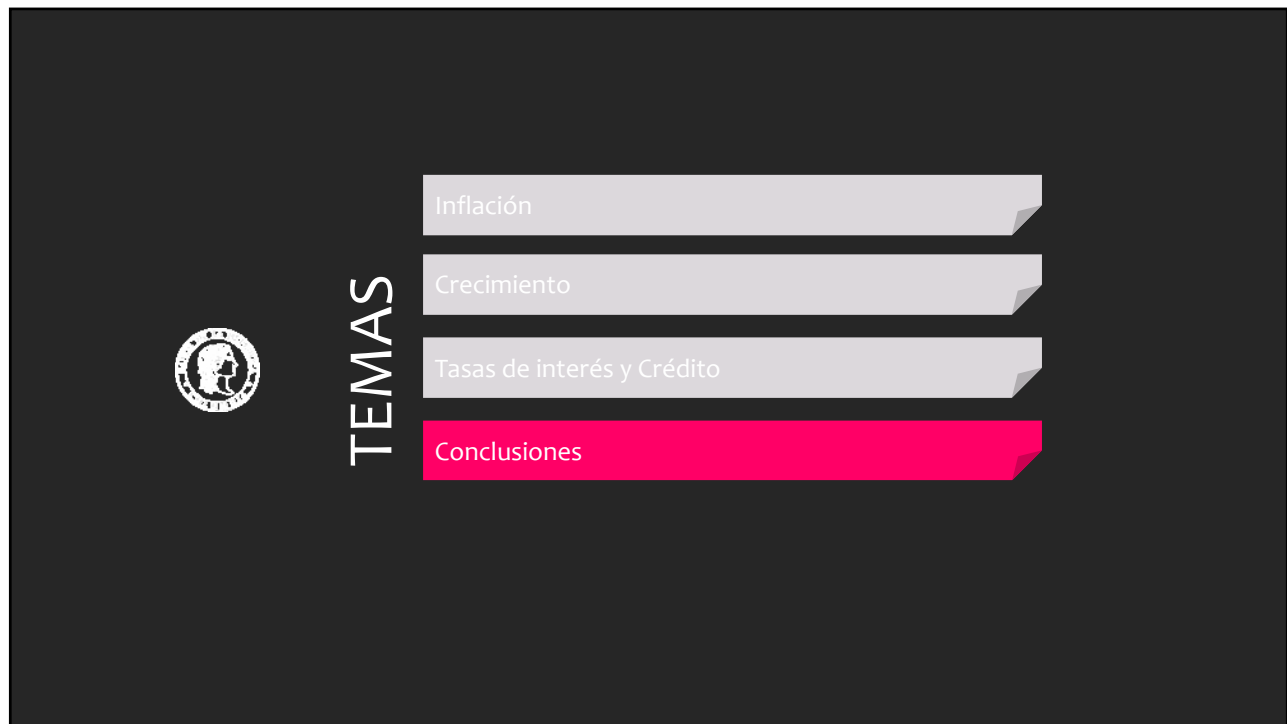 TEMAS
Inflación
Crecimiento
Tasas de interés y Crédito
Conclusiones